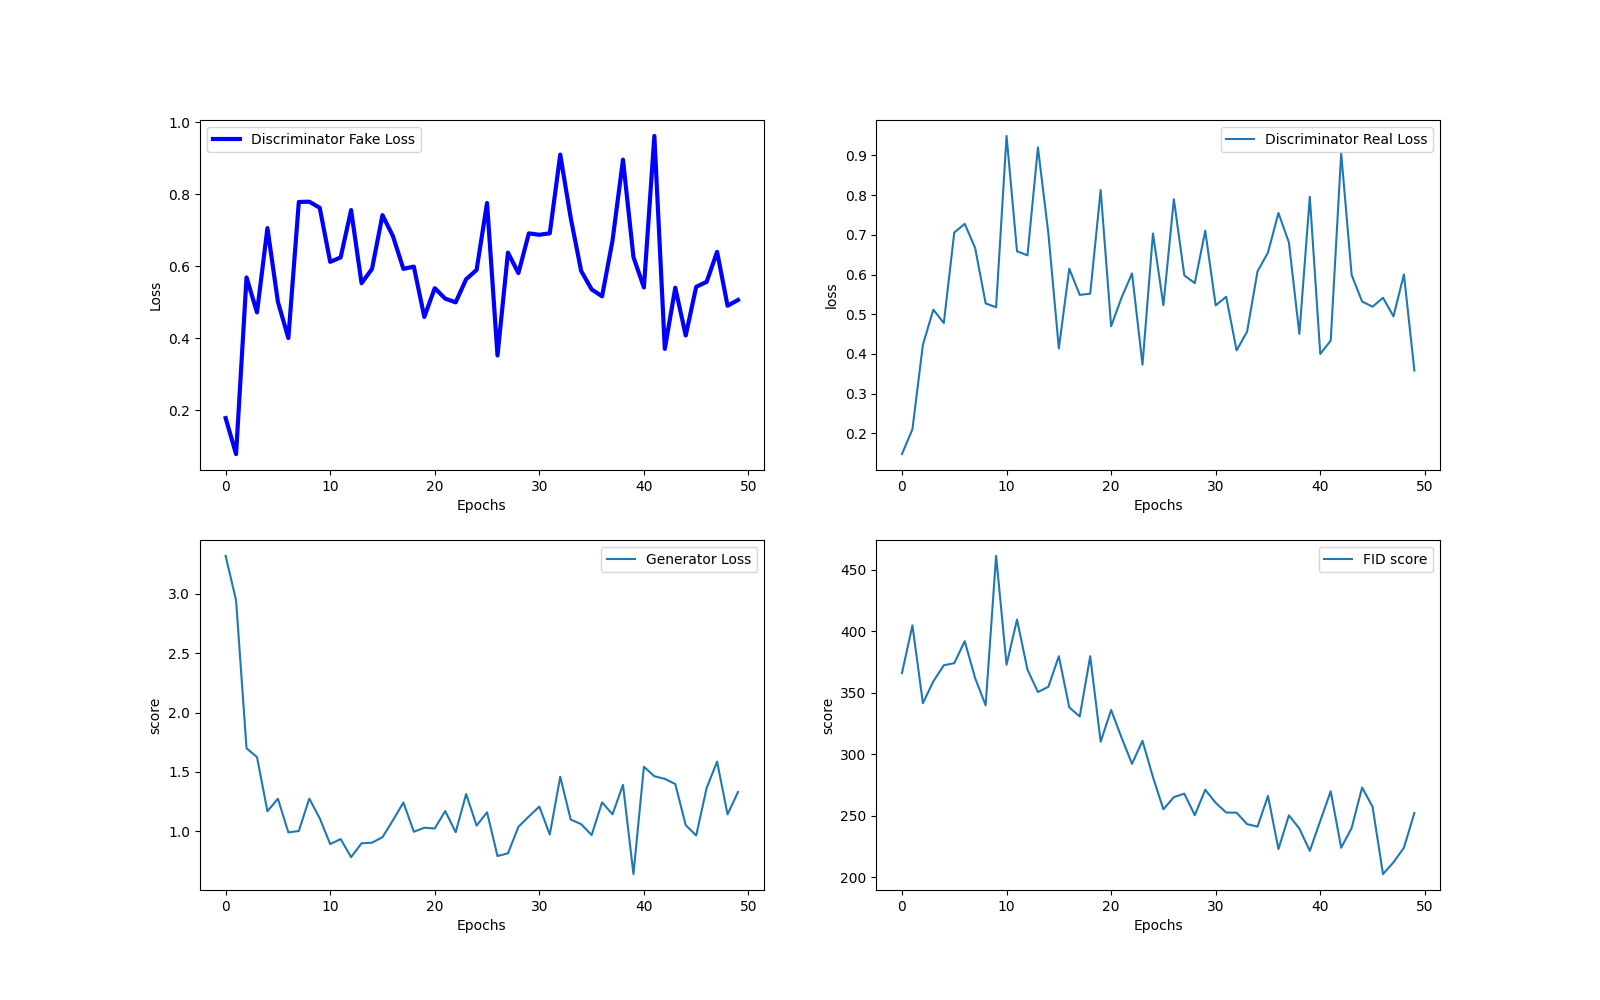 Discriminator Fake Loss
1.0
0.8
0.6
0.4
0.2
Loss
0 10 20 30 40 50
Epochs
Discriminator Real Loss
0.9
0.8
0.7
0.6
0.5
0.4
0.3
0.2
loss
0 10 20 30 40 50
Epochs
Generator Loss
3.0
2.5
2.0
1.5
1.0
score
0 10 20 30 40 50
Epochs
FID score
450
400
350
300
250
200
score
0 10 20 30 40 50
Epochs